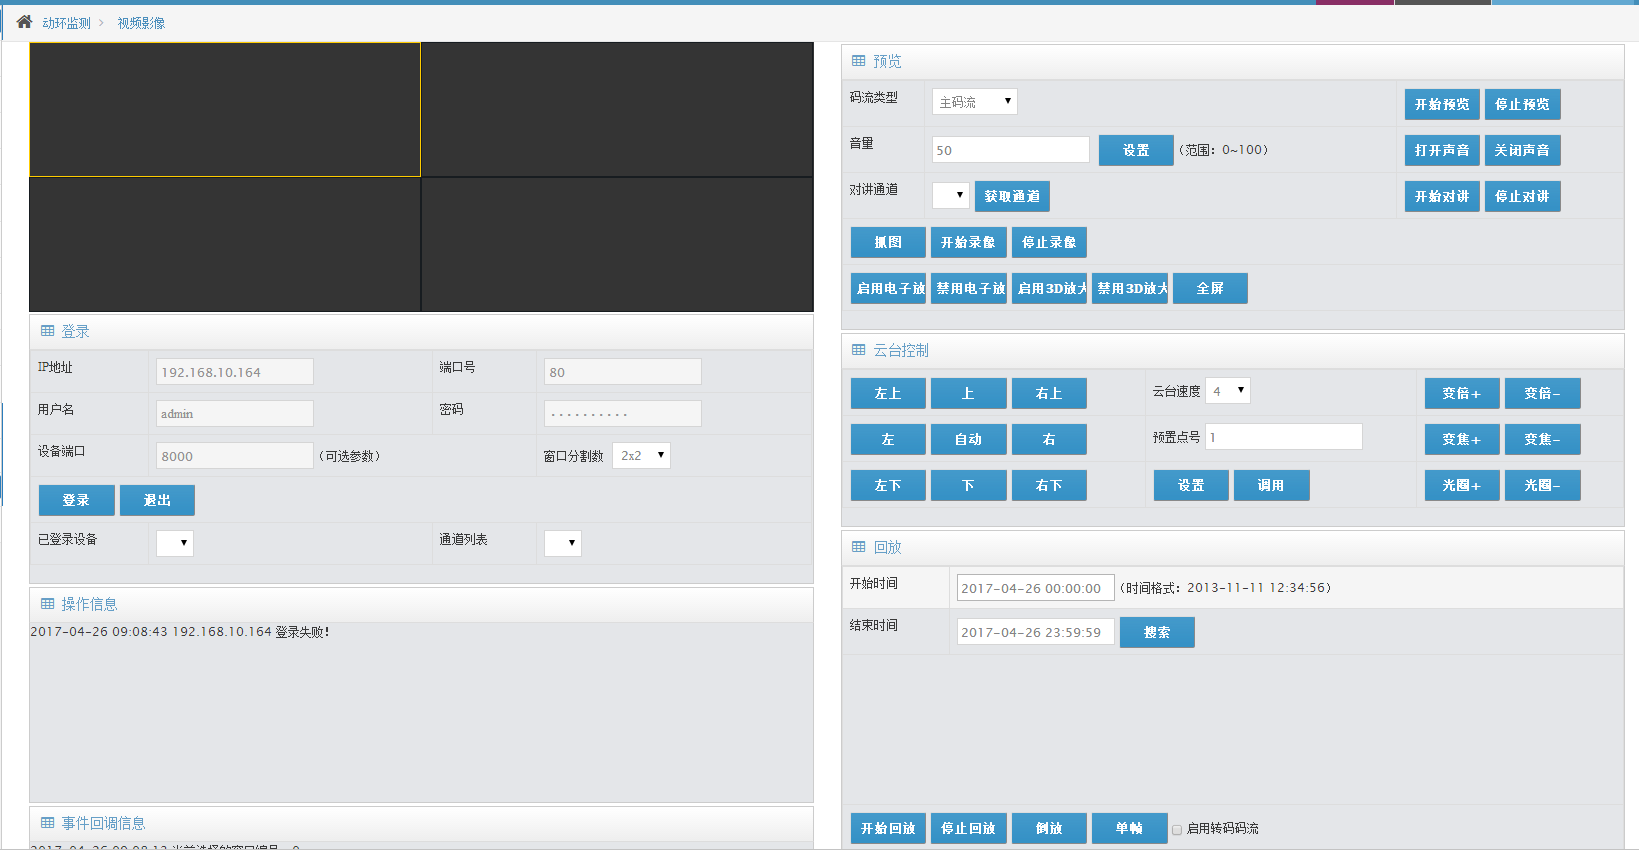 动环监测 > 视频影像
登录
IP地址 192.168.10.164 端口号 80
用户名 admin 密码 ··········
设备端口 8000 （可选参数） 窗口分割数 2x2
登录 退出
已登录设备 通道列表
操作信息
2017-04-26 09:08:43 192.168.10.164 登录失败！
事件回调信息
预览
码流类型 主码流 开始预览 停止预览
音量 50 设置 （范围：0~100） 打开声音 关闭声音
对讲通道 获取通道 开始对讲 停止对讲
抓图 开始录像 停止录像
启用电子放 禁用电子放 启用3D放大 禁用3D放大 全屏
云台控制
左上 上 右上 云台速度 4 变倍+ 变倍-
左 自动 右 预置点号 1 变焦+ 变焦-
左下 下 右下 设置 调用 光圈+ 光圈-
回放
开始时间 2017-04-26 00:00:00 （时间格式：2013-11-11 12:34:56）
结束时间 2017-04-26 23:59:59 搜索
开始回放 停止回放 倒放 单帧 启用转码码流